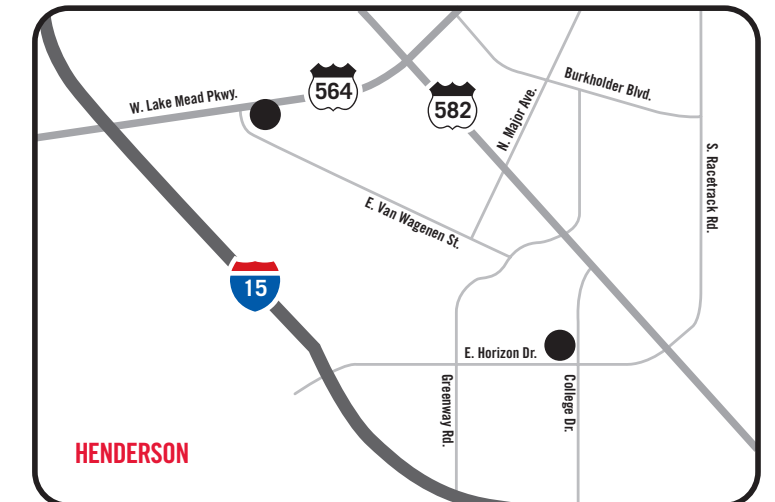 W. Lake Mead Pkwy.
564
582
Burkholder Blvd.
N. Major Ave.
S. Racetrack Rd.
E. Van Wagenen St.
15
E. Horizon Dr.
Greenway Rd.
College Dr.
HENDERSON